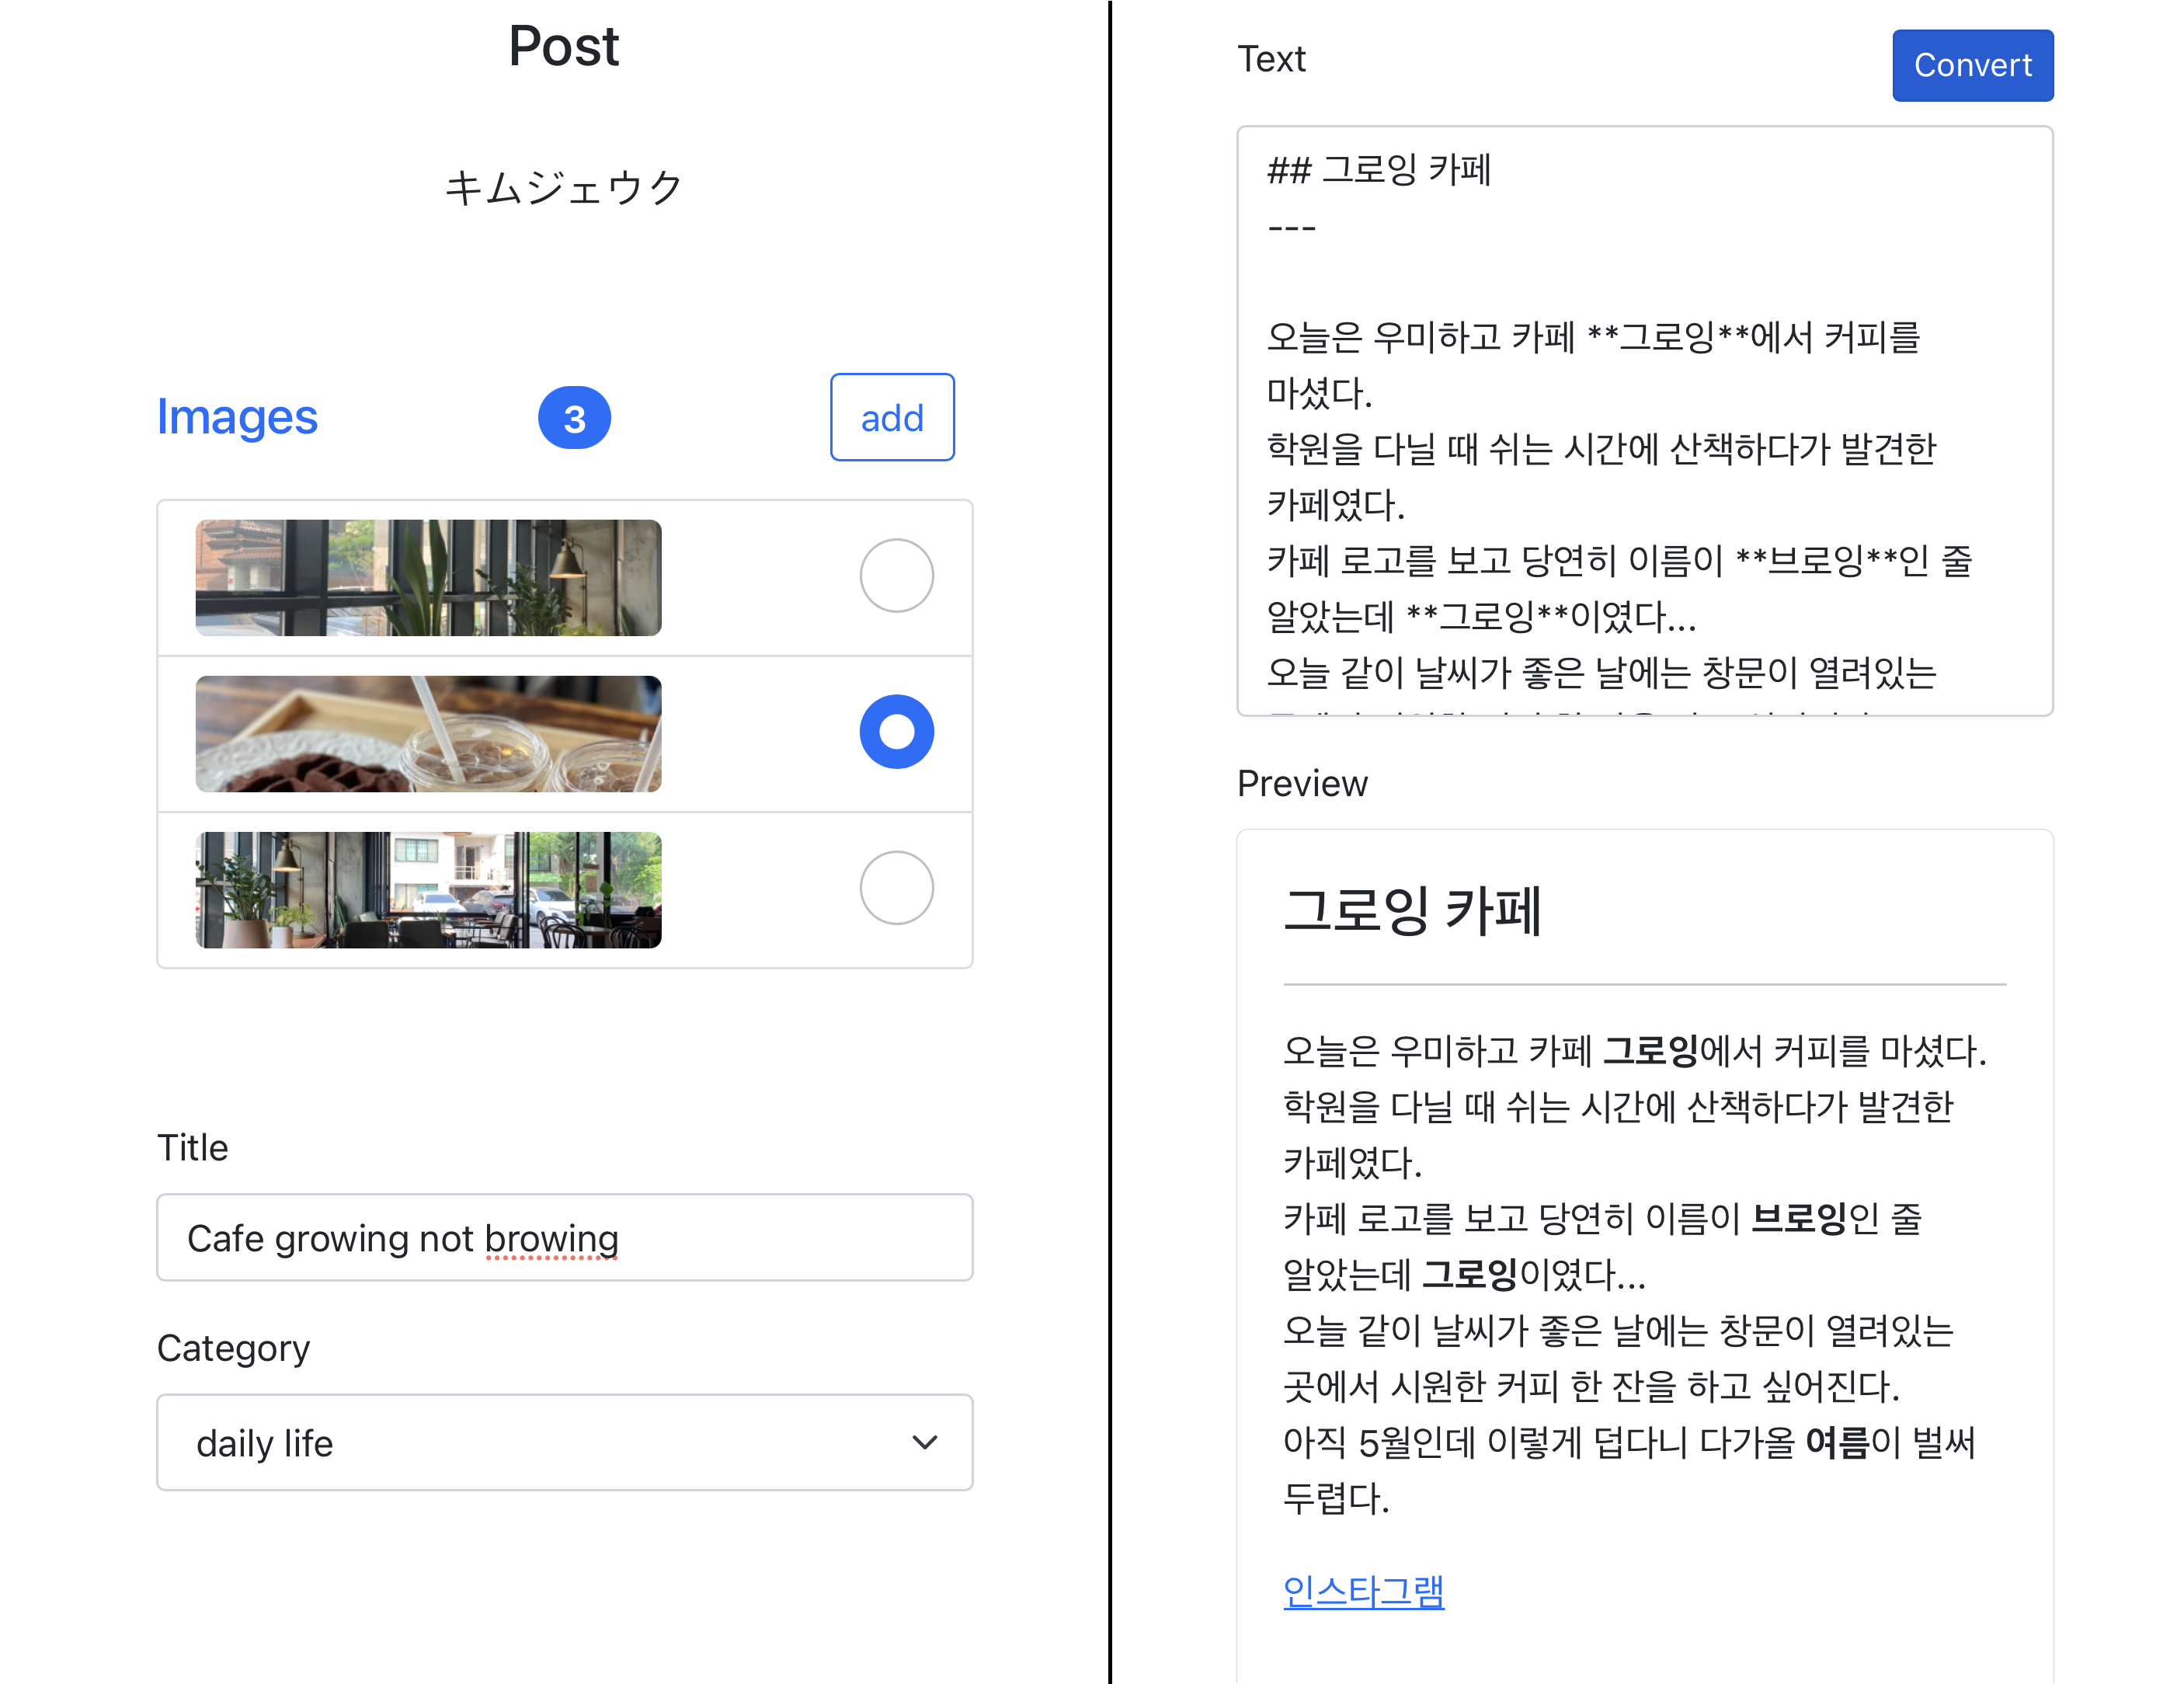 Post
キムジェウク
Images
3
add
Title
Cafe growing not browing
Category
daily life
Text
Convert
## 그로잉 카페
---
오늘은 우미하고 카페 **그로잉**에서 커피를
마셨다.
학원을 다닐 때 쉬는 시간에 산책하다가 발견한
카페였다.
카페 로고를 보고 당연히 이름이 **브로잉**인 줄
알았는데 **그로잉**이였다...
오늘 같이 날씨가 좋은 날에는 창문이 열려있는
Preview
그로잉 카페
오늘은 우미하고 카페 그로잉에서 커피를 마셨다.
학원을 다닐 때 쉬는 시간에 산책하다가 발견한
카페였다.
카페 로고를 보고 당연히 이름이 브로잉인 줄
알았는데 그로잉이였다...
오늘 같이 날씨가 좋은 날에는 창문이 열려있는
곳에서 시원한 커피 한 잔을 하고 싶어진다.
아직 5월인데 이렇게 덥다니 다가올 여름이 벌써
두렵다.
인스타그램